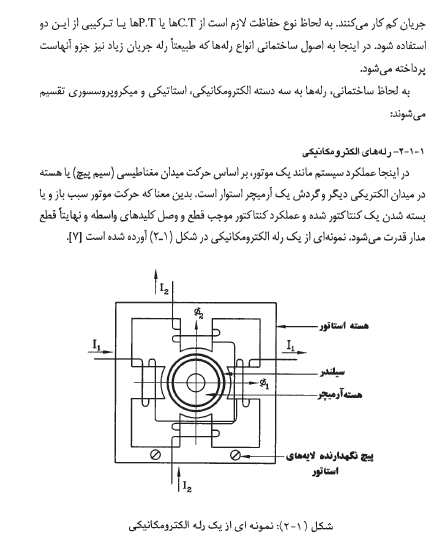 جریان کم کار می‌کنند. به لحاظ نوع حفاظت لازم است از C.Tها یا P.Tها یا ترکیبی از این دو
استفاده شود. در اینجا به اصول ساختمانی انواع رله‌ها که طبیعتاً رله جریان زیاد نیز جزو آنهاست
پرداخته می‌شود.
به لحاظ ساختمانی، رله‌ها به سه دسته الکترومکانیکی، استاتیکی و میکروپروسسوری تقسیم
می‌شوند:
۱-۱-۲- رله‌های الکترومکانیکی
در اینجا عملکرد سیستم مانند یک موتور، بر اساس حرکت میدان مغناطیسی (سیم پیچ) یا هسته
در میدان الکتریکی دیگر و گردش یک آرمیچر استوار است. بدین معنا که حرکت موتور سبب باز و یا
بسته شدن یک کنتاکتور شده و عملکرد کنتاکتور موجب قطع و وصل کلیدهای واسطه و نهایتاً قطع
مدار قدرت می‌شود. نمونه‌ای از یک رله الکترومکانیکی در شکل (۱-۲) آورده شده است [۷].
I2
ø2
هسته استاتور
I1
I1
سیلندر
ø1
هسته آرمیچر
پیچ نگهدارنده لایه‌های
استاتور
I2
شکل (۱-۲): نمونه ای از یک رله الکترومکانیکی